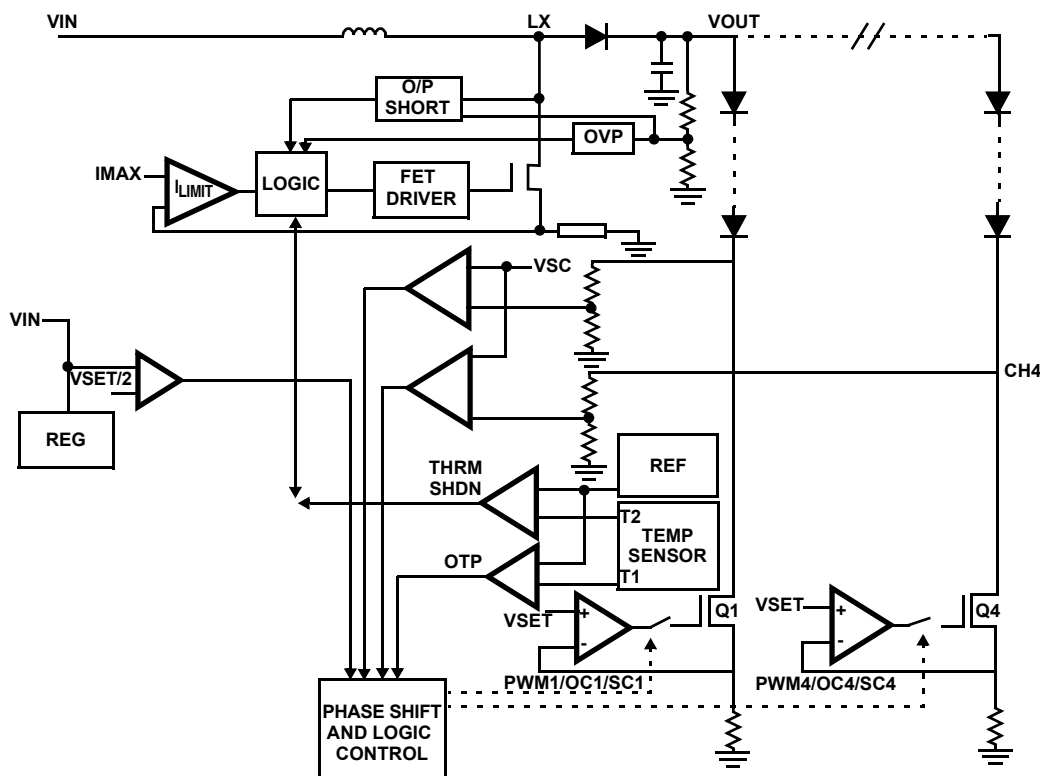 VIN
LX
VOUT
O/P
SHORT
OVP
IMAX
ILIMIT
LOGIC
FET
DRIVER
VSC
VIN
VSET/2
REG
CH4
THRM
SHDN
REF
T2
TEMP
SENSOR
OTP
T1
VSET
+
-
Q1
VSET
+
-
Q4
PWM1/OC1/SC1
PWM4/OC4/SC4
PHASE SHIFT
AND LOGIC
CONTROL